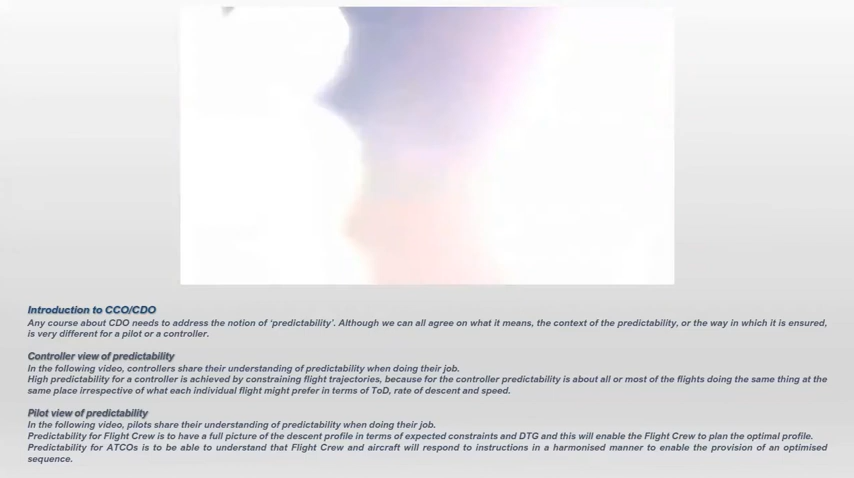 Introduction to CCO/CDO
Any course about CDO needs to address the notion of ‘predictability’. Although we can all agree on what it means, the context of the predictability, or the way in which it is ensured,
is very different for a pilot or a controller.
Controller view of predictability
In the following video, controllers share their understanding of predictability when doing their job.
High predictability for a controller is achieved by constraining flight trajectories, because for the controller predictability is about all or most of the flights doing the same thing at the
same place irrespective of what each individual flight might prefer in terms of ToD, rate of descent and speed.
Pilot view of predictability
In the following video, pilots share their understanding of predictability when doing their job.
Predictability for Flight Crew is to have a full picture of the descent profile in terms of expected constraints and DTG and this will enable the Flight Crew to plan the optimal profile.
Predictability for ATCOs is to be able to understand that Flight Crew and aircraft will respond to instructions in a harmonised manner to enable the provision of an optimised
sequence.